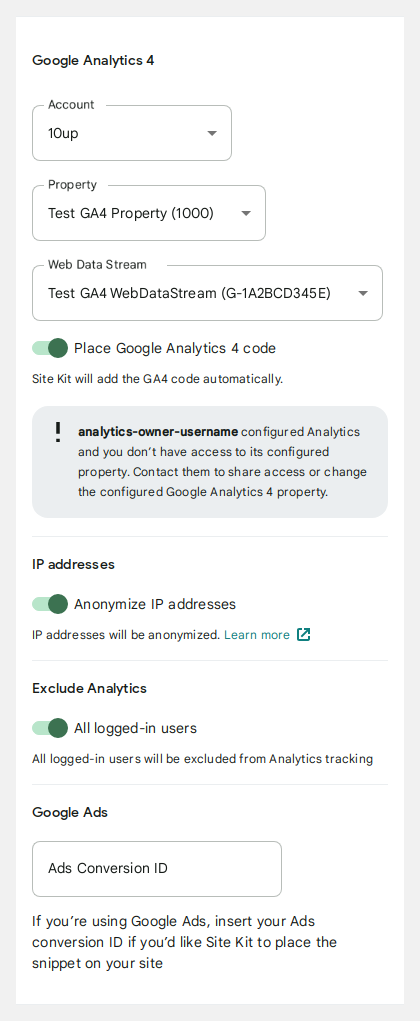 Google Analytics 4
Account
10up
Property
Test GA4 Property (1000)
Web Data Stream
Test GA4 WebDataStream (G-1A2BCD345E)
Place Google Analytics 4 code
Site Kit will add the GA4 code automatically.
! analytics-owner-username configured Analytics
and you don’t have access to its configured
property. Contact them to share access or change
the configured Google Analytics 4 property.
IP addresses
Anonymize IP addresses
IP addresses will be anonymized. Learn more
Exclude Analytics
All logged-in users
All logged-in users will be excluded from Analytics tracking
Google Ads
Ads Conversion ID
If you’re using Google Ads, insert your Ads
conversion ID if you’d like Site Kit to place the
snippet on your site